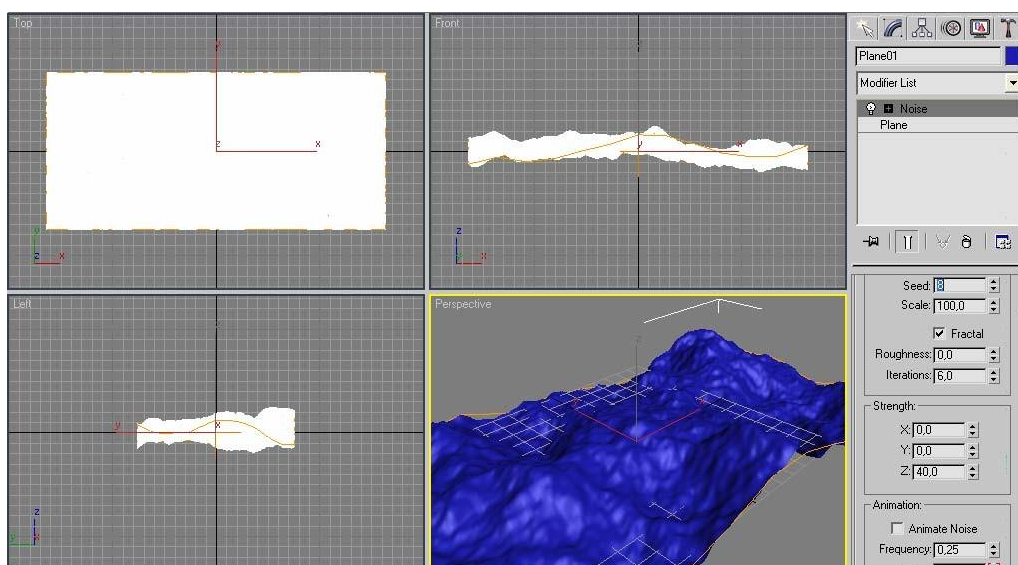 Top
y
z
x
y
z
x
Front
y
x
z
x
Left
y
x
z
y
x
Perspective
z
Plane01
Modifier List
Noise
Plane
Seed: 8
Scale: 100,0
Fractal
Roughness: 0,0
Iterations: 6,0
Strength:
X: 0,0
Y: 0,0
Z: 40,0
Animation:
Animate Noise
Frequency: 0,25